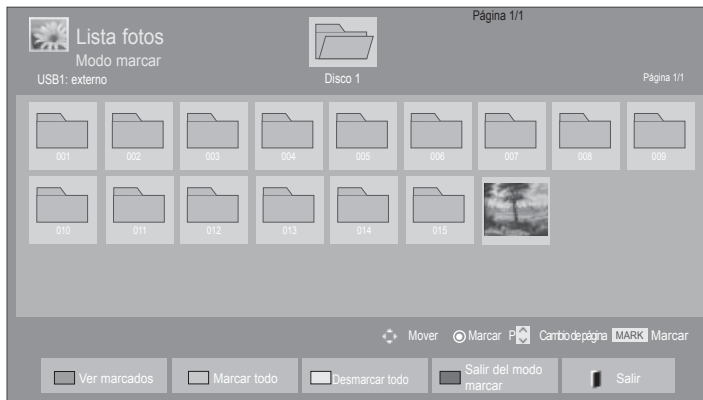 Página 1/1
Lista fotos
Modo marcar
USB1: externo
Disco 1
Página 1/1
001 002 003 004 005 006 007 008 009
010 011 012 013 014 015
Mover Marcar P Cambio de página MARK Marcar
Ver marcados Marcar todo Desmarcar todo Salir del modo
marcar Salir